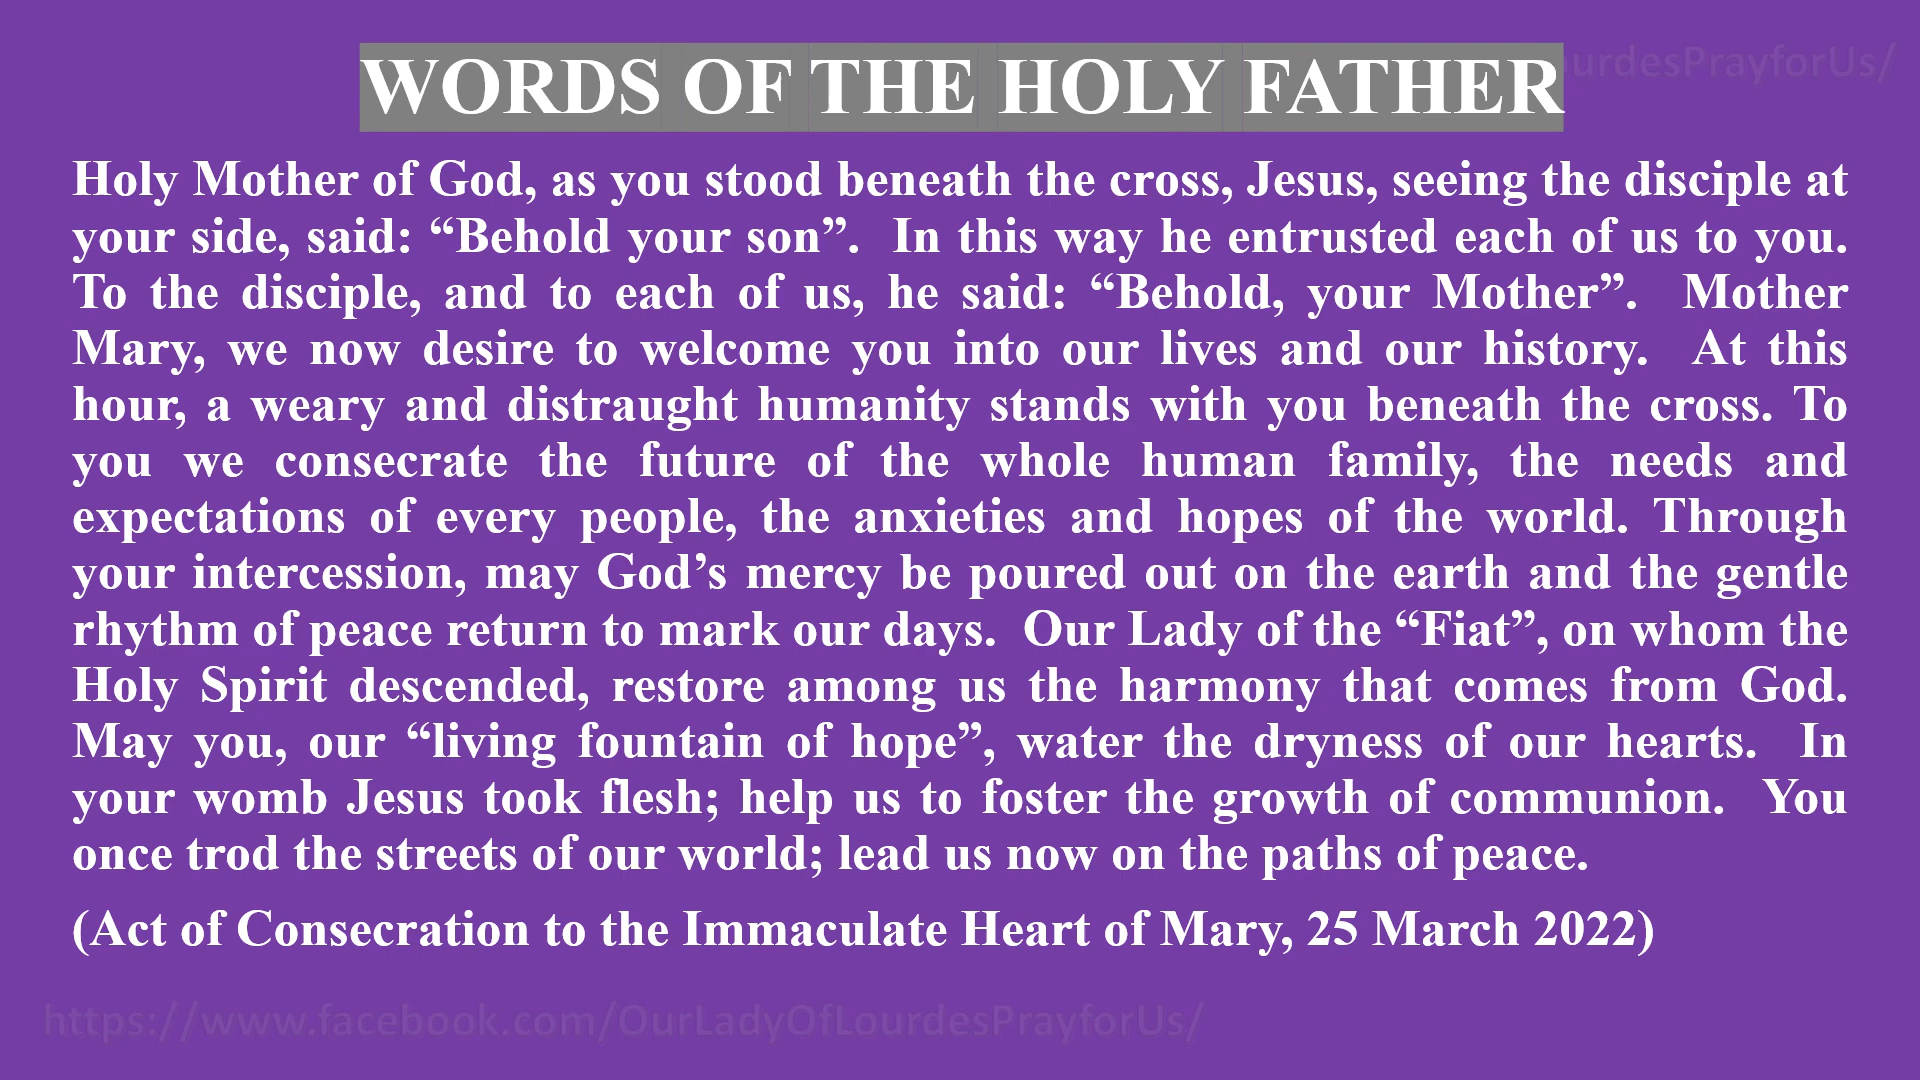 WORDS OF THE HOLY FATHER
urdesPrayforUs/
Holy Mother of God, as you stood beneath the cross, Jesus, seeing the disciple at
your side, said: “Behold your son”. In this way he entrusted each of us to you.
To the disciple, and to each of us, he said: “Behold, your Mother”. Mother
Mary, we now desire to welcome you into our lives and our history. At this
hour, a weary and distraught humanity stands with you beneath the cross. To
you we consecrate the future of the whole human family, the needs and
expectations of every people, the anxieties and hopes of the world. Through
your intercession, may God’s mercy be poured out on the earth and the gentle
rhythm of peace return to mark our days. Our Lady of the “Fiat”, on whom the
Holy Spirit descended, restore among us the harmony that comes from God.
May you, our “living fountain of hope”, water the dryness of our hearts. In
your womb Jesus took flesh; help us to foster the growth of communion. You
once trod the streets of our world; lead us now on the paths of peace.
(Act of Consecration to the Immaculate Heart of Mary, 25 March 2022)
https://www.facebook.com/OurLadyOfLourdesPrayforUs/